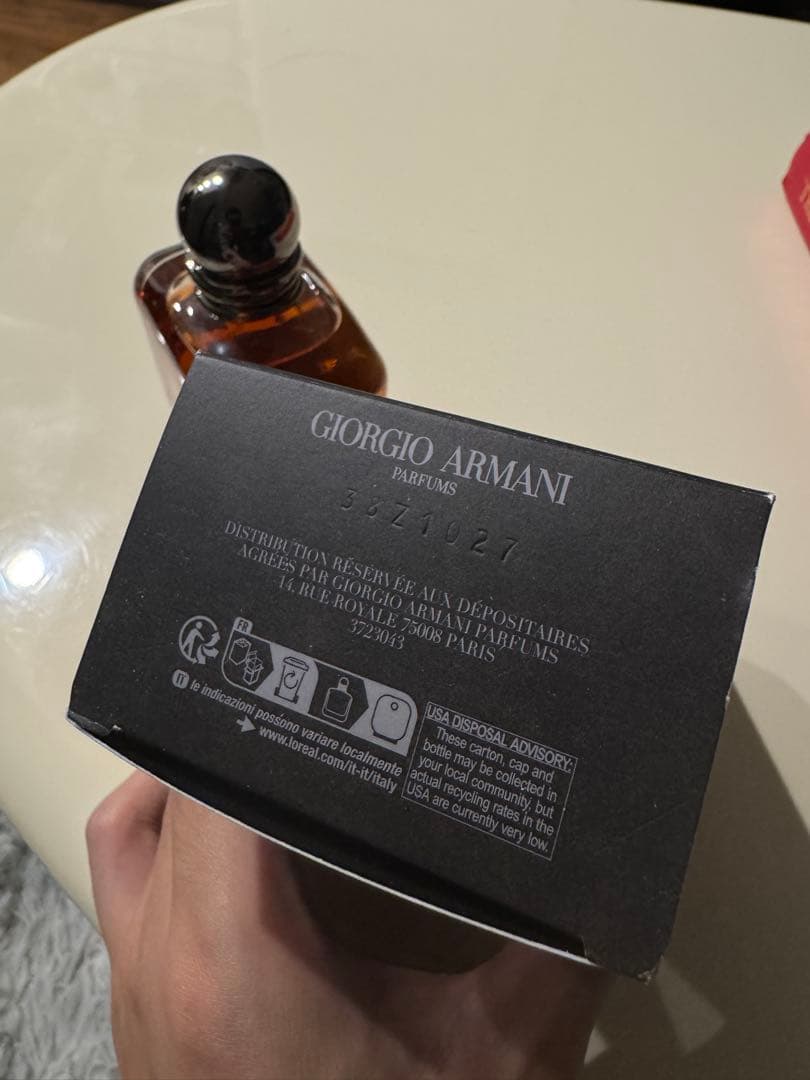 GIORGIO ARMANI
PARFUMS
38Z1027
DISTRIBUTION RÉSERVÉE AUX DÉPOSITAIRES
AGRÉÉS PAR GIORGIO ARMANI PARFUMS
14, RUE ROYALE 75008 PARIS
3723043
FR
IT le indicazioni possono variare localmente
www.loreal.com/it-it/italy
USA DISPOSAL ADVISORY:
These carton, cap and
bottle may be collected in
your local community, but
actual recycling rates in the
USA are currently very low.